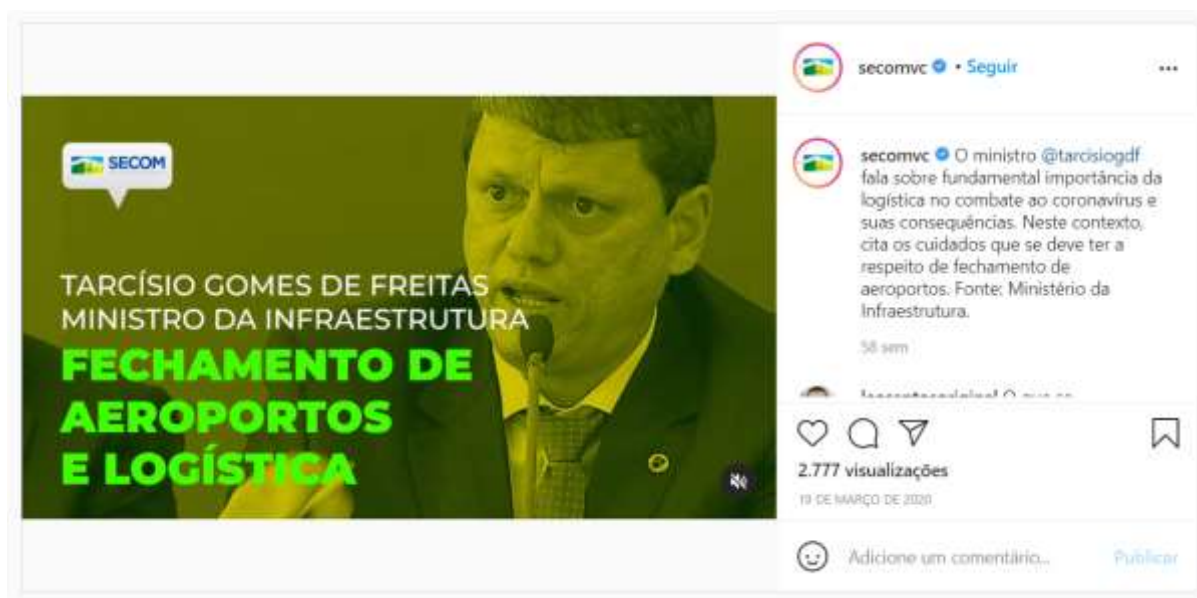 SECOM
TARCÍSIO GOMES DE FREITAS
MINISTRO DA INFRAESTRUTURA
FECHAMENTO DE
AEROPORTOS
E LOGÍSTICA
secomvc • Seguir
secomvc O ministro @tarcisiogdf
fala sobre fundamental importância da
logística no combate ao coronavírus e
suas consequências. Neste contexto,
cita os cuidados que se deve ter a
respeito de fechamento de
aeroportos. Fonte: Ministério da
Infraestrutura.
58 sem
2.777 visualizações
19 DE MARÇO DE 2020
Adicione um comentário...
Publicar